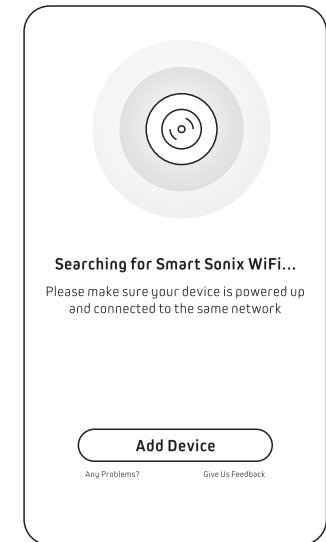 Searching for Smart Sonix WiFi...
Please make sure your device is powered up
and connected to the same network
Add Device
Any Problems?
Give Us Feedback